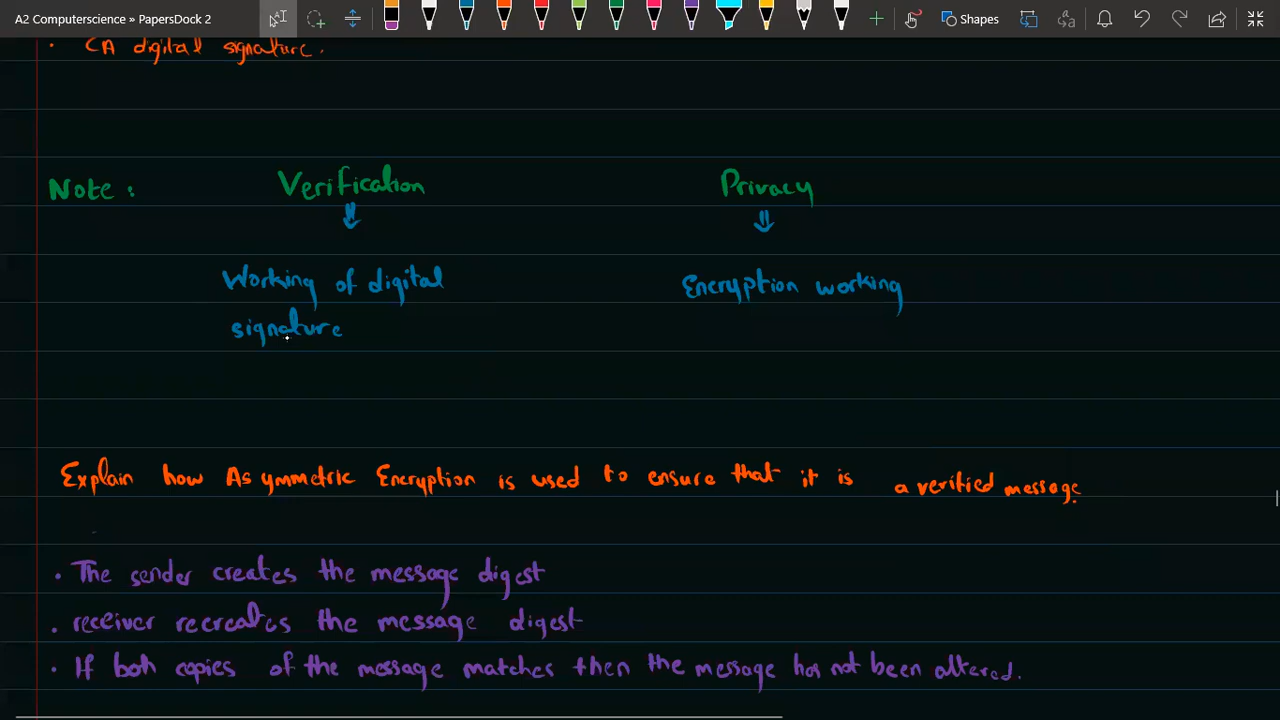 A2 Computerscience » PapersDock 2
Shapes
• CA digital signature.
Note: Verification Privacy
Working of digital Encryption working
signature
Explain how Asymmetric Encryption is used to ensure that it is a verified message.
• The sender creates the message digest
• receiver recreates the message digest
• If both copies of the message matches then the message has not been altered.